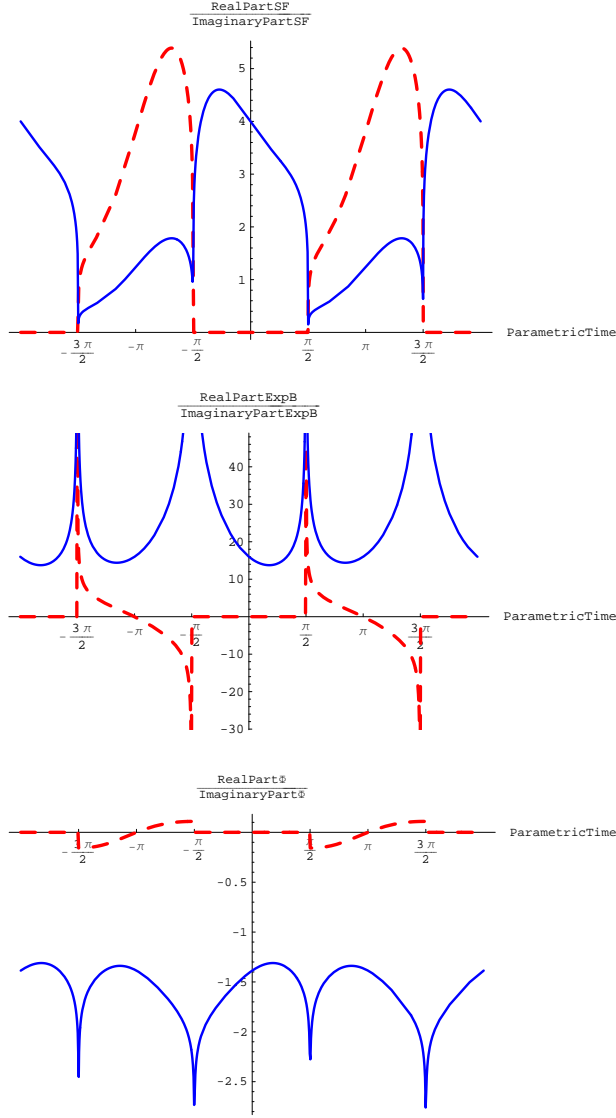 RealPartSF
ImaginaryPartSF
5
4
3
2
1
ParametricTime
-3π/2 -π -π/2 π/2 π 3π/2
RealPartExpB
ImaginaryPartExpB
40
30
20
10
ParametricTime
-3π/2 -π -π/2 π/2 π 3π/2
-10
-20
-30
RealPartΦ
ImaginaryPartΦ
ParametricTime
-3π/2 -π -π/2 π/2 π 3π/2
-0.5
-1
-1.5
-2
-2.5